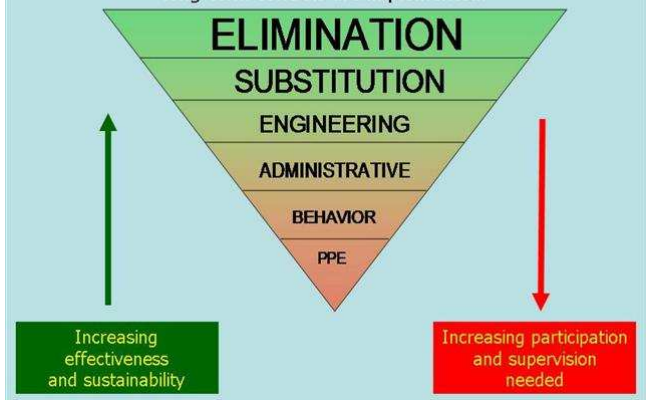 ELIMINATION
SUBSTITUTION
ENGINEERING
ADMINISTRATIVE
BEHAVIOR
PPE
Increasing
effectiveness
and sustainability
Increasing participation
and supervision
needed